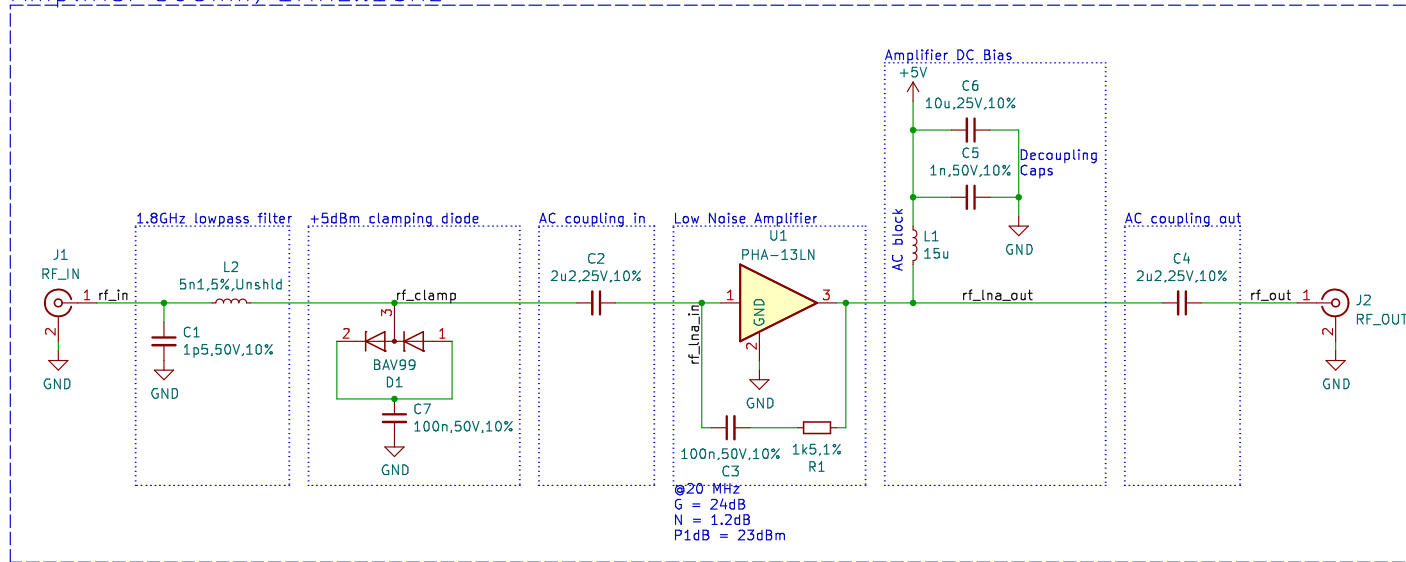 Amplifier DC Bias
+5V
C6
10u,25V,10%
C5
1n,50V,10%
Decoupling
Caps
GND
AC block
L1
15u
1.8GHz lowpass filter
+5dBm clamping diode
AC coupling in
Low Noise Amplifier
AC coupling out
J1
RF_IN
1
2
GND
rf_in
L2
5n1,5%,Unshld
C1
1p5,50V,10%
GND
rf_clamp
3
2
1
BAV99
D1
C7
100n,50V,10%
GND
C2
2u2,25V,10%
rf_lna_in
U1
PHA-13LN
1
3
GND
2
GND
100n,50V,10%
C3
1k5,1%
R1
@20 MHz
G = 24dB
N = 1.2dB
P1dB = 23dBm
rf_lna_out
C4
2u2,25V,10%
rf_out
1
J2
RF_OUT
2
GND